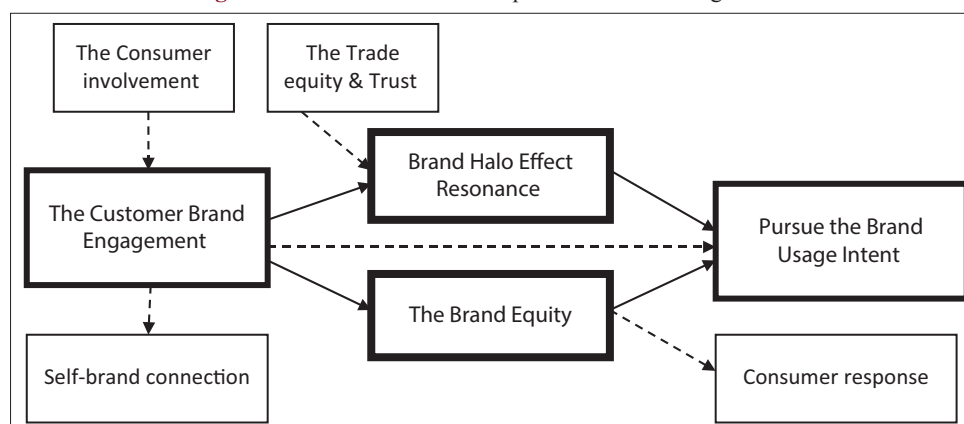 The Consumer
involvement
The Trade
equity & Trust
Brand Halo Effect
Resonance
The Customer Brand
Engagement
Pursue the Brand
Usage Intent
The Brand Equity
Self-brand connection
Consumer response